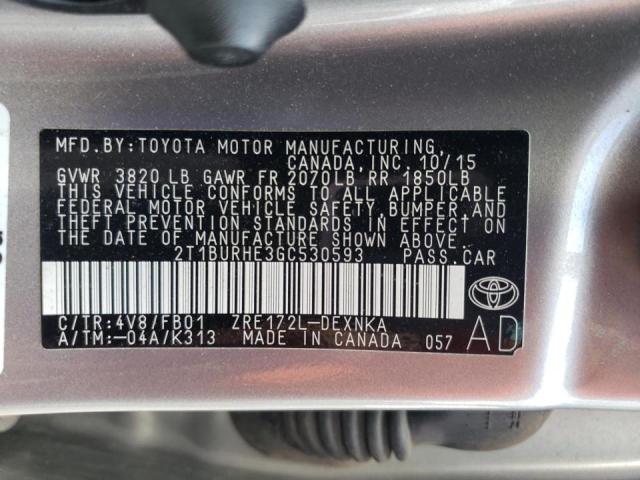 MFD.BY:TOYOTA MOTOR MANUFACTURING,
CANADA, INC. 10/15
GVWR 3820 LB GAWR FR 2070LB RR 1850LB
THIS VEHICLE CONFORMS TO ALL APPLICABLE
FEDERAL MOTOR VEHICLE SAFETY, BUMPER, AND
THEFT PREVENTION STANDARDS IN EFFECT ON
THE DATE OF MANUFACTURE SHOWN ABOVE.
2T1BURHE3GC530593 PASS.CAR
C/TR:4V8/FB01 ZRE172L-DEXNKA
A/TM:-04A/K313 MADE IN CANADA 057
AD